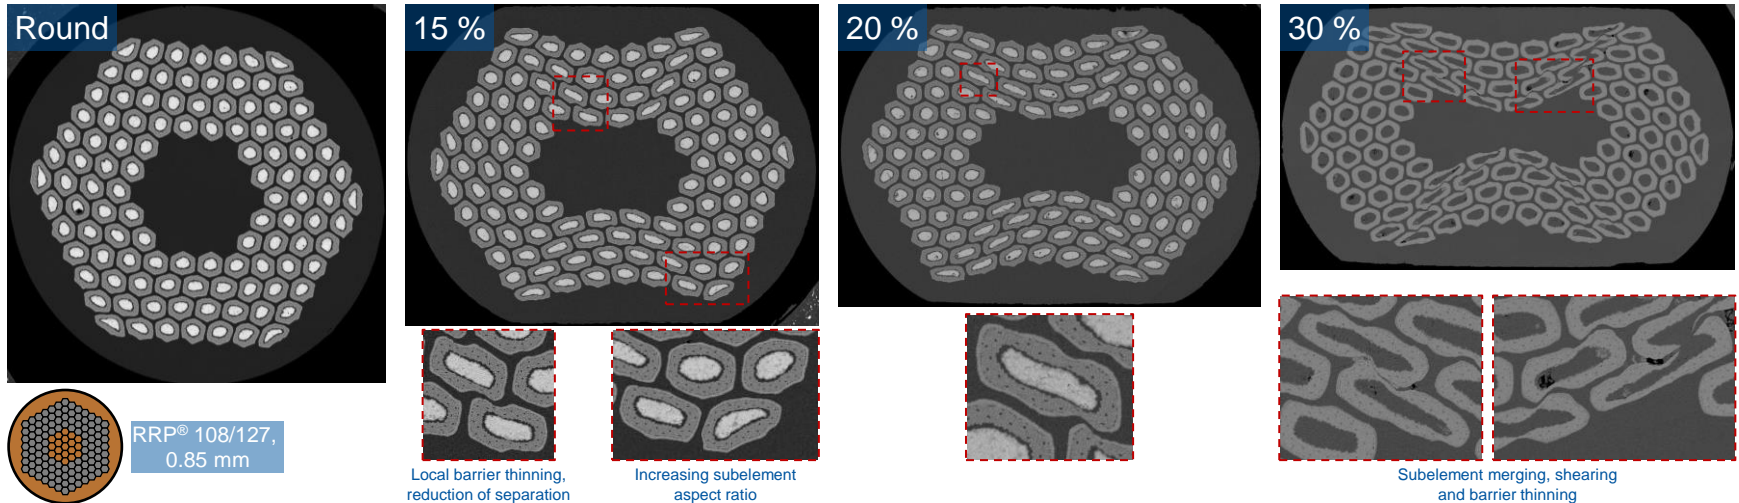 Round
15 %
20 %
30 %
RRP® 108/127,
0.85 mm
Local barrier thinning,
reduction of separation
Increasing subelement
aspect ratio
Subelement merging, shearing
and barrier thinning